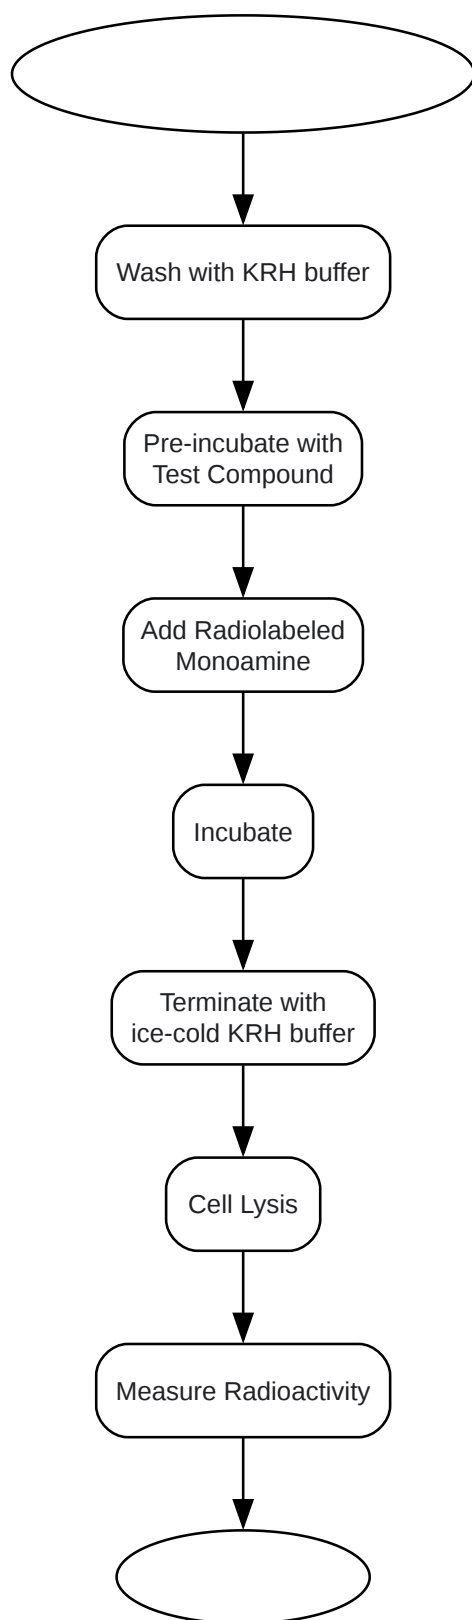 Wash with KRH buffer
Pre-incubate with
Test Compound
Add Radiolabeled
Monoamine
Incubate
Terminate with
ice-cold KRH buffer
Cell Lysis
Measure Radioactivity